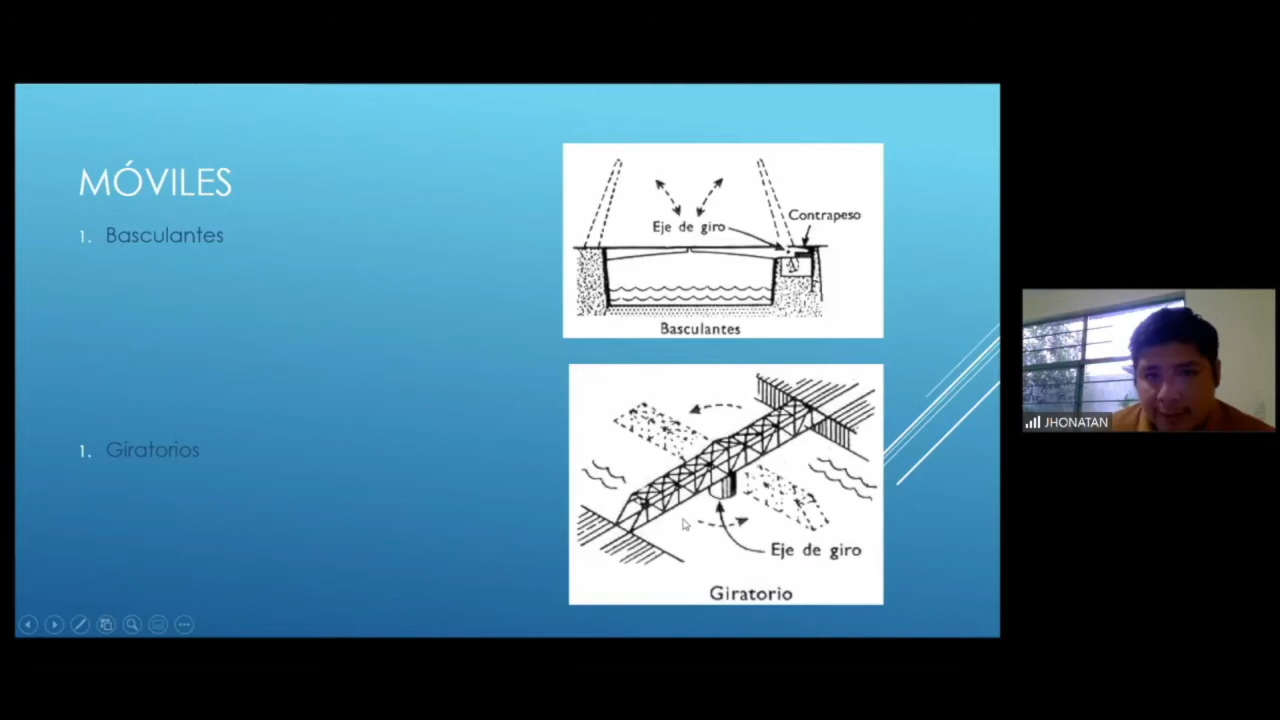 MÓVILES
1. Basculantes
1. Giratorios
Contrapeso
Eje de giro
Basculantes
Eje de giro
Giratorio
JHONATAN